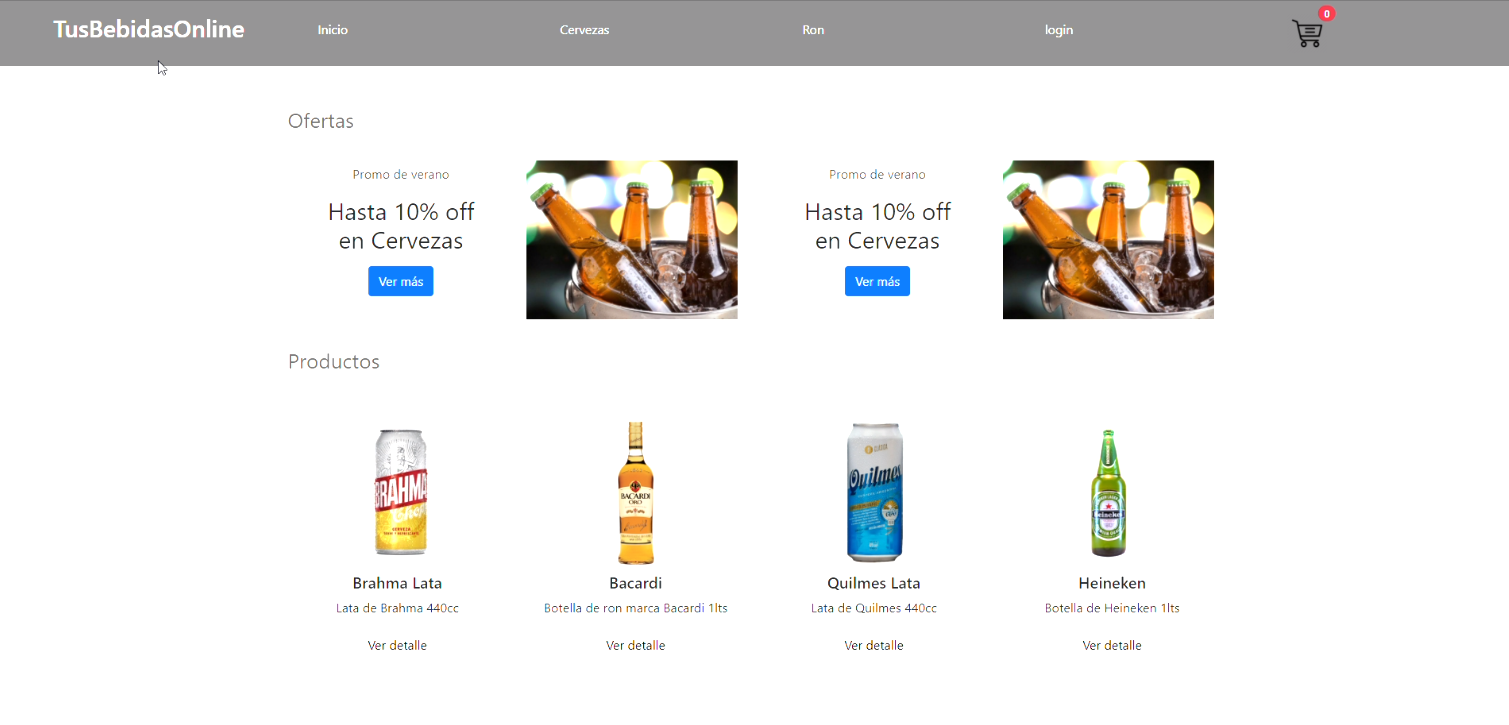 TusBebidasOnline Inicio Cervezas Ron login 0
Ofertas
Promo de verano
Hasta 10% off
en Cervezas
Ver más
Promo de verano
Hasta 10% off
en Cervezas
Ver más
Productos
BRAHMA
Chopp
BACARDI
ORO
Quilmes
Heineken
Brahma Lata
Lata de Brahma 440cc
Ver detalle
Bacardi
Botella de ron marca Bacardi 1lts
Ver detalle
Quilmes Lata
Lata de Quilmes 440cc
Ver detalle
Heineken
Botella de Heineken 1lts
Ver detalle